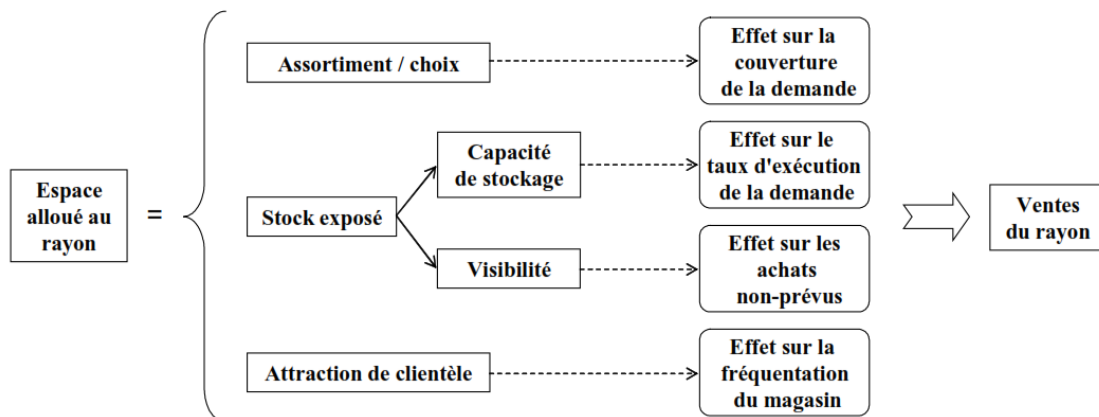 Espace
alloué au
rayon
=
Assortiment / choix
Effet sur la
couverture
de la demande
Stock exposé
Capacité
de stockage
Effet sur le
taux d'exécution
de la demande
Visibilité
Effet sur les
achats
non-prévus
Attraction de clientèle
Effet sur la
fréquentation
du magasin
Ventes
du rayon